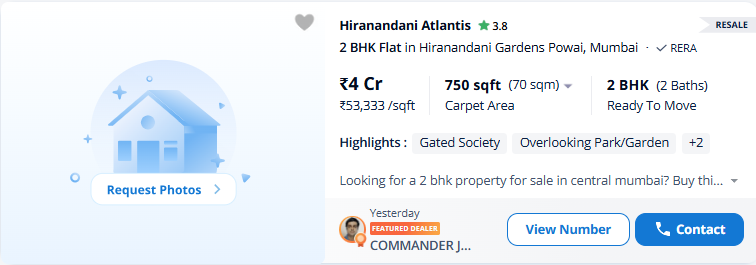 Hiranandani Atlantis ★ 3.8
RESALE
2 BHK Flat in Hiranandani Gardens Powai, Mumbai · ✓ RERA
₹4 Cr
₹53,333 /sqft
750 sqft (70 sqm)
Carpet Area
2 BHK (2 Baths)
Ready To Move
Highlights : Gated Society Overlooking Park/Garden +2
Looking for a 2 bhk property for sale in central mumbai? Buy thi...
Request Photos >
Yesterday
FEATURED DEALER
COMMANDER J...
View Number
Contact